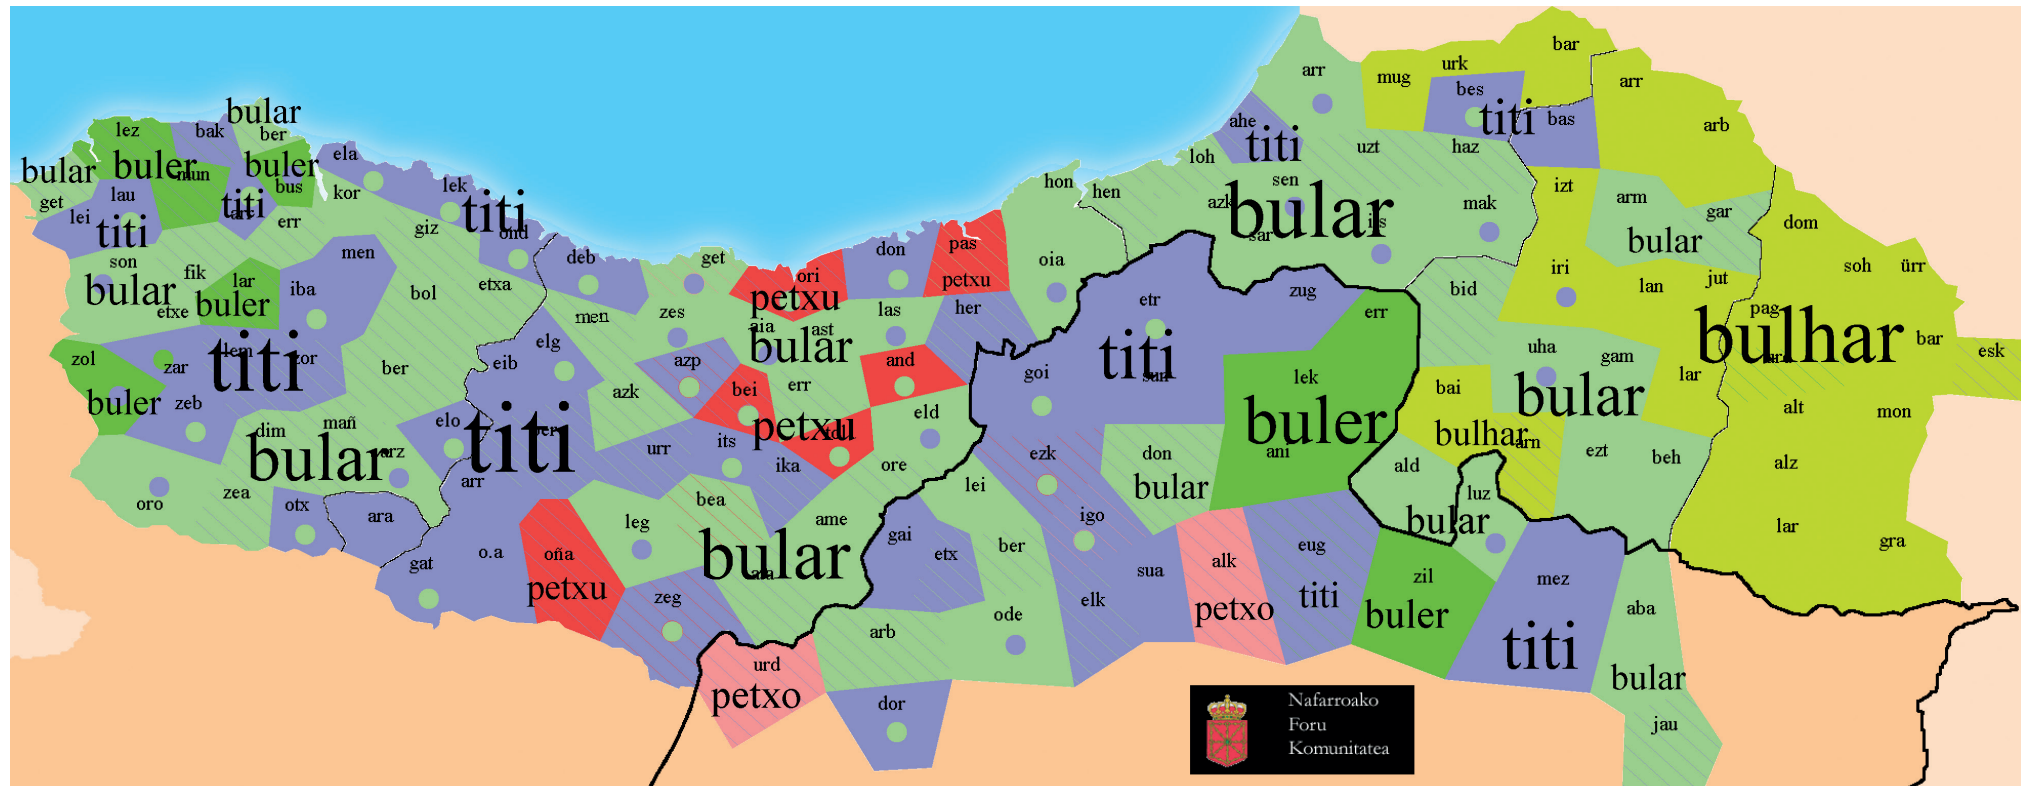 bar
urk
arr
mug
arr
bes
titi
bas
arb
bular
lez
bak
ber
ahe
titi
uzt
haz
ela
loh
bular
buler
mun
buler
lek
bus
kor
hon
hen
sen
izt
arm
lau
titi
titi
get
lei
titi
err
giz
ond
azk
bular
mak
gar
dom
don
pas
sar
its
bular
son
fik
men
deb
get
oia
iri
soh
ürr
bular
lar
buler
iba
bol
etxa
ori
petxu
petxu
etr
zug
bid
lan
jut
etxe
men
zes
petxu
las
her
err
pag
aia
ast
bulhar
bar
esk
zol
zar
titi
zor
eib
elg
azp
bular
and
titi
sun
uha
gam
ber
goi
lek
bai
lar
buler
zeb
azk
bei
err
buler
bular
alt
mon
dim
mañ
elo
titi
petxu
eld
bulhar
arn
bular
arz
urr
its
ika
ore
ezk
don
ani
ald
ezt
beh
alz
oro
zea
otx
ara
arr
bea
lei
bular
luz
leg
ame
igo
bular
lar
gat
o.a
oña
bular
gai
etx
ber
sua
alk
eug
gra
petxu
zeg
ode
elk
petxo
titi
zil
buler
mez
aba
arb
titi
urd
petxo
bular
dor
jau
Nafarroako
Foru
Komunitatea